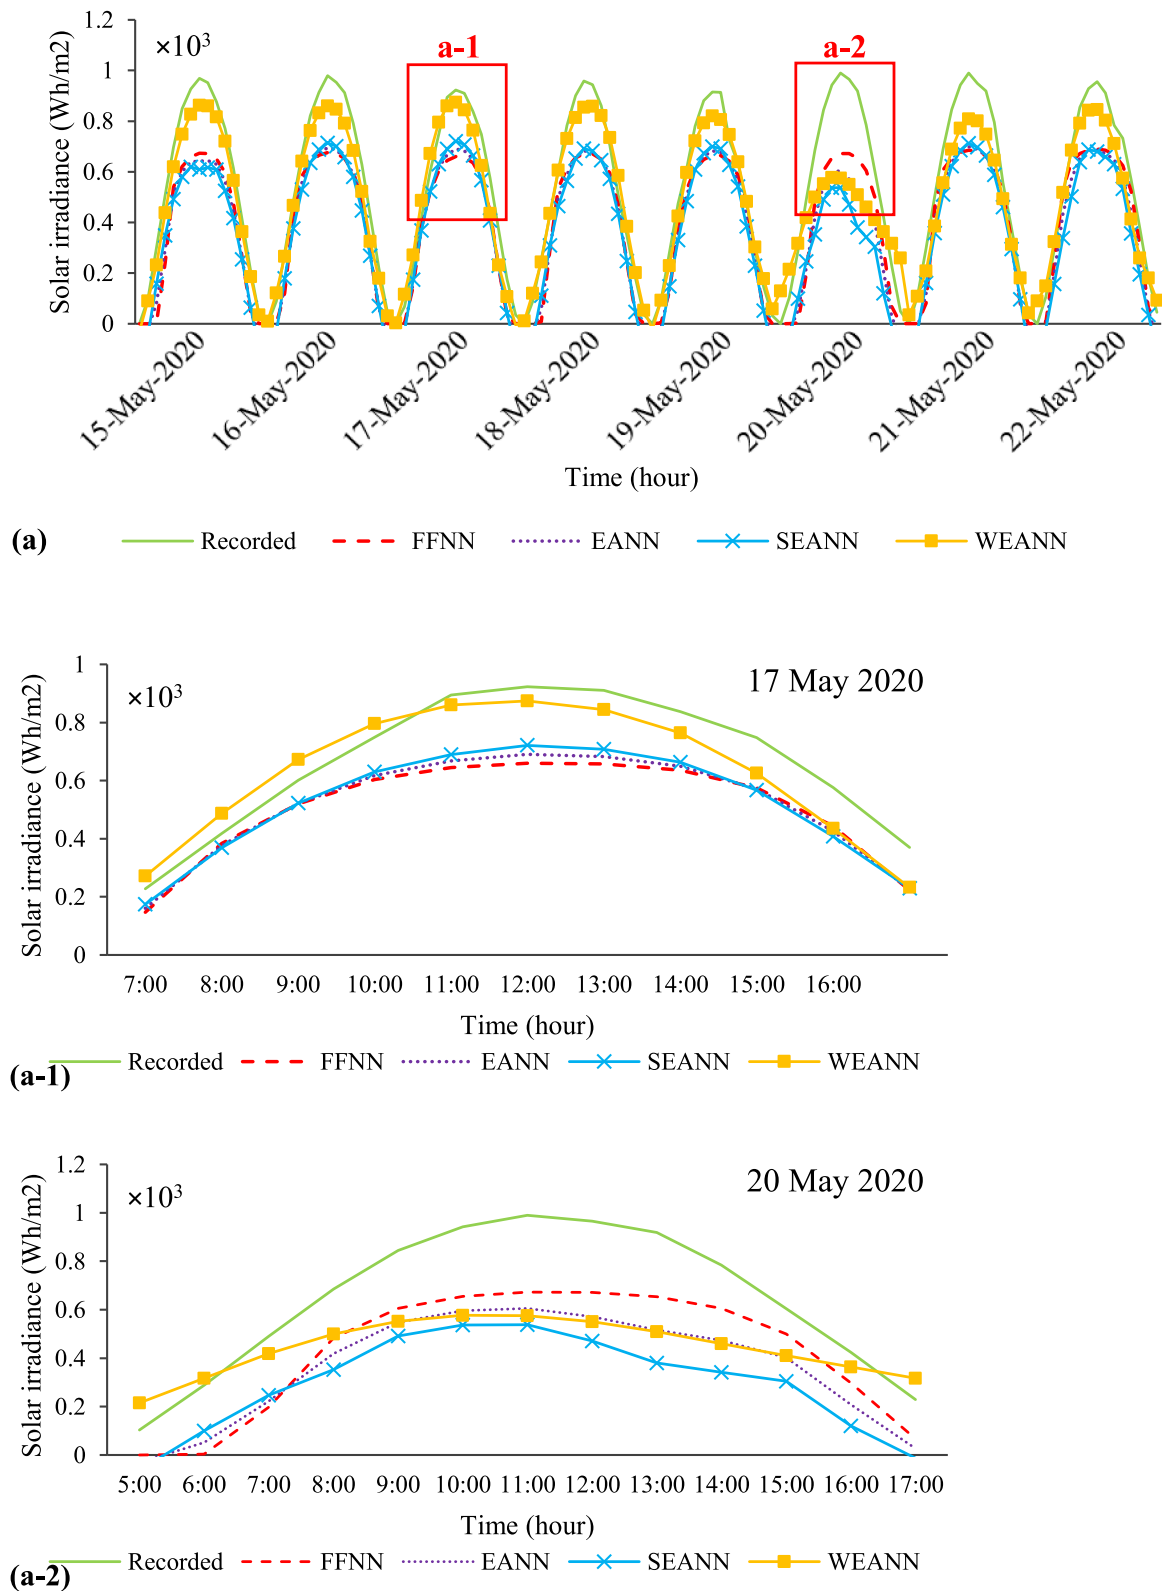 1.2
×10³
a-1
a-2
1
0.8
0.6
0.4
0.2
0
Solar irradiance (Wh/m2)
15-May-2020
16-May-2020
17-May-2020
18-May-2020
19-May-2020
20-May-2020
21-May-2020
22-May-2020
Time (hour)
(a)
Recorded FFNN EANN SEANN WEANN
1
×10³
17 May 2020
0.8
0.6
0.4
0.2
0
Solar irradiance (Wh/m2)
7:00 8:00 9:00 10:00 11:00 12:00 13:00 14:00 15:00 16:00
Time (hour)
Recorded FFNN EANN SEANN WEANN
(a-1)
1.2
×10³
20 May 2020
1
0.8
0.6
0.4
0.2
0
Solar irradiance (Wh/m2)
5:00 6:00 7:00 8:00 9:00 10:00 11:00 12:00 13:00 14:00 15:00 16:00 17:00
Time (hour)
Recorded FFNN EANN SEANN WEANN
(a-2)